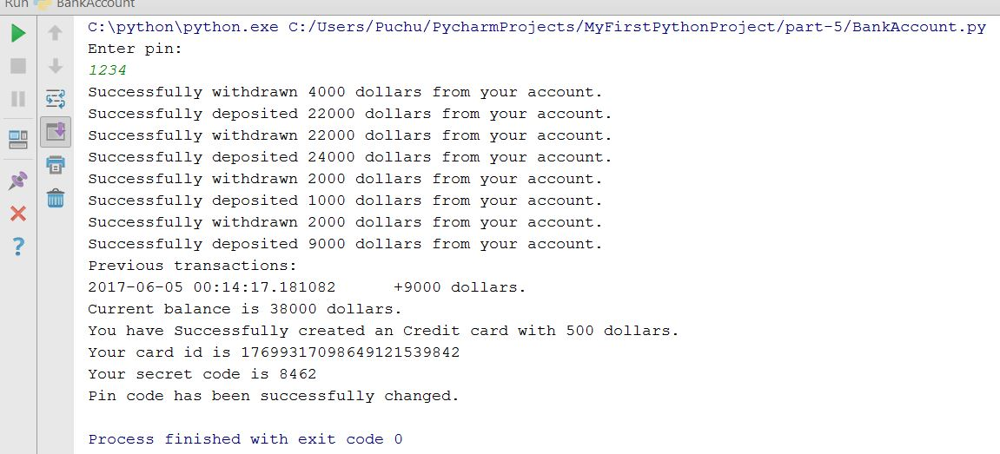 Run BankAccount
C:\python\python.exe C:/Users/Puchu/PycharmProjects/MyFirstPythonProject/part-5/BankAccount.py
Enter pin:
1234
Successfully withdrawn 4000 dollars from your account.
Successfully deposited 22000 dollars from your account.
Successfully withdrawn 22000 dollars from your account.
Successfully deposited 24000 dollars from your account.
Successfully withdrawn 2000 dollars from your account.
Successfully deposited 1000 dollars from your account.
Successfully withdrawn 2000 dollars from your account.
Successfully deposited 9000 dollars from your account.
Previous transactions:
2017-06-05 00:14:17.181082 +9000 dollars.
Current balance is 38000 dollars.
You have Successfully created an Credit card with 500 dollars.
Your card id is 17699317098649121539842
Your secret code is 8462
Pin code has been successfully changed.
Process finished with exit code 0